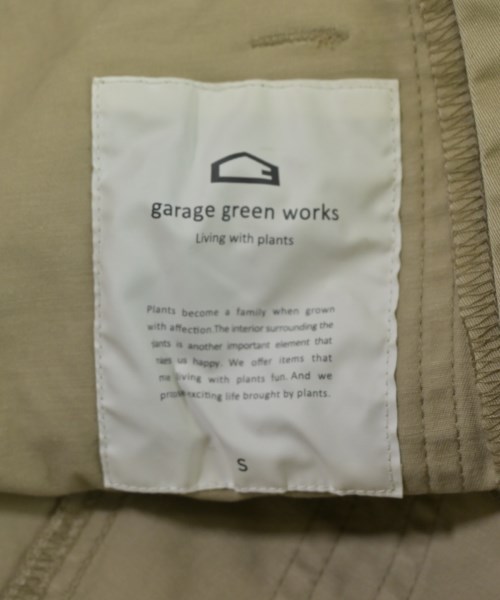 garage green works
Living with plants
Plants become a family when grown
with affection.The interior surrounding the
plants is another important element that
us happy. We offer items that
living with plants fun. And we
exciting life brought by plants.
S